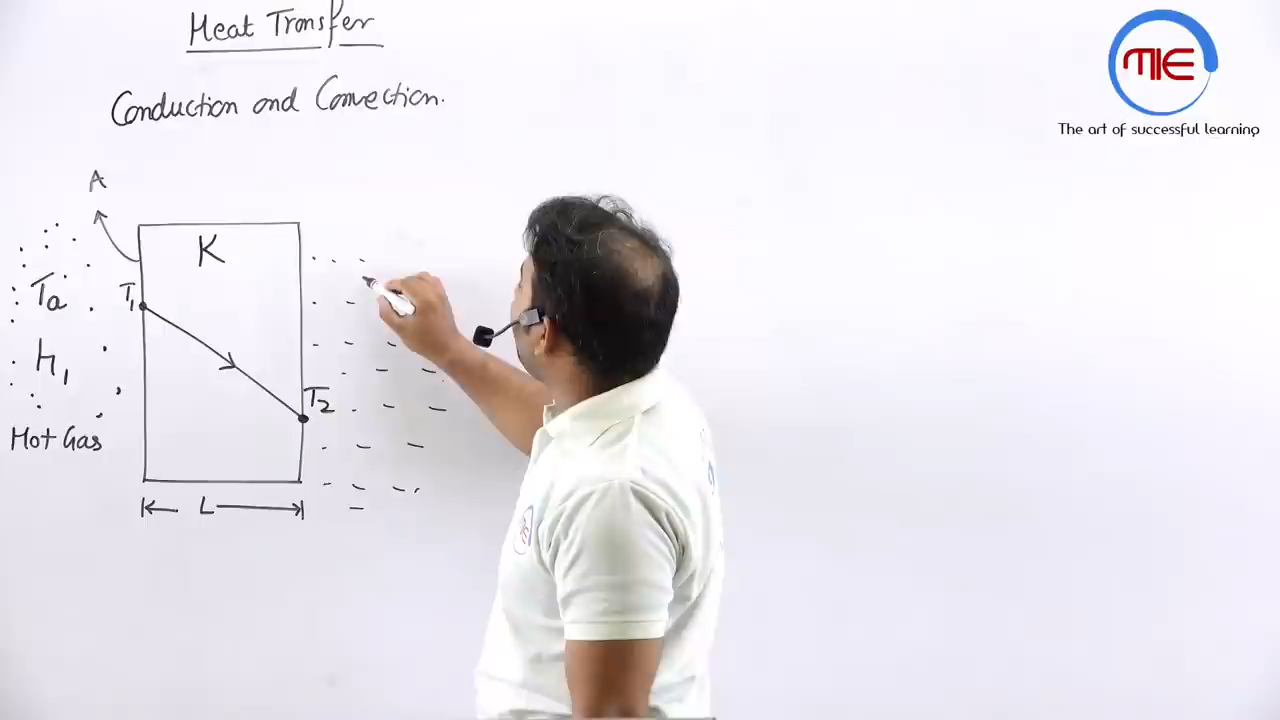 Heat Transfer
MIE
The art of successful learning
Conduction and Convection.
A
K
Ta
T1
h1
T2
Hot Gas
L